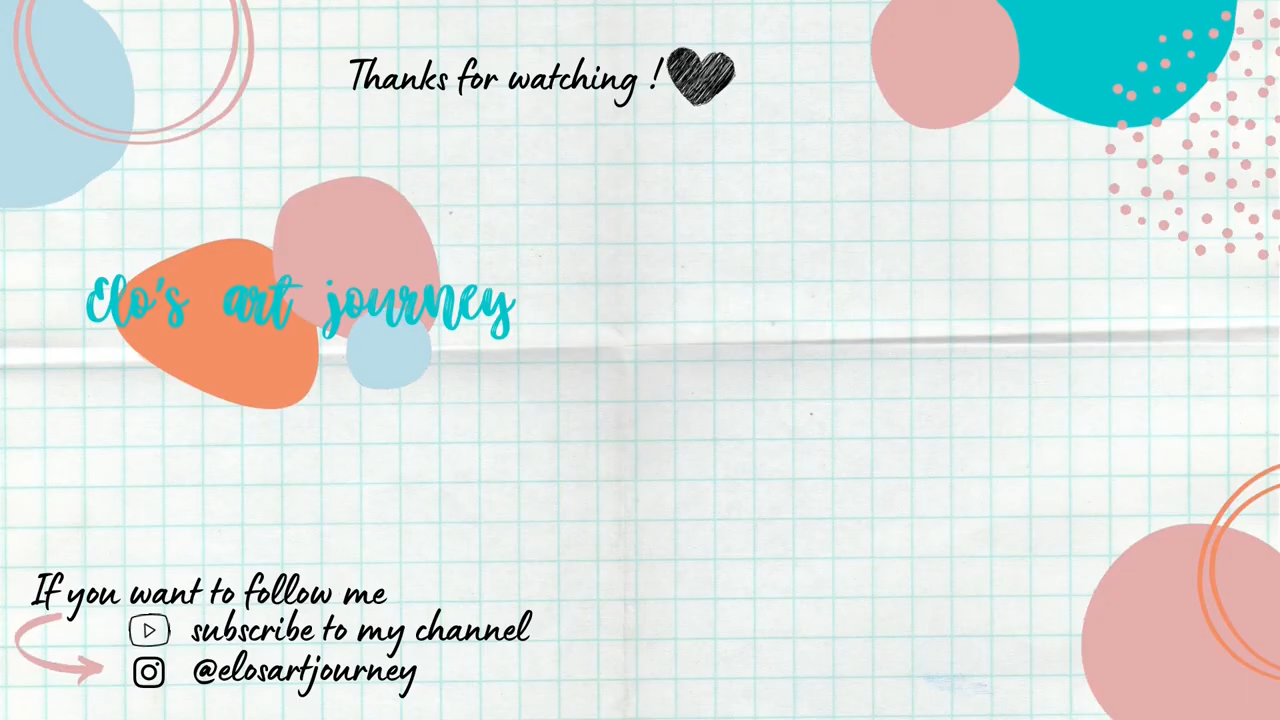 Thanks for watching !
Elo's art journey
If you want to follow me
subscribe to my channel
@elosartjourney